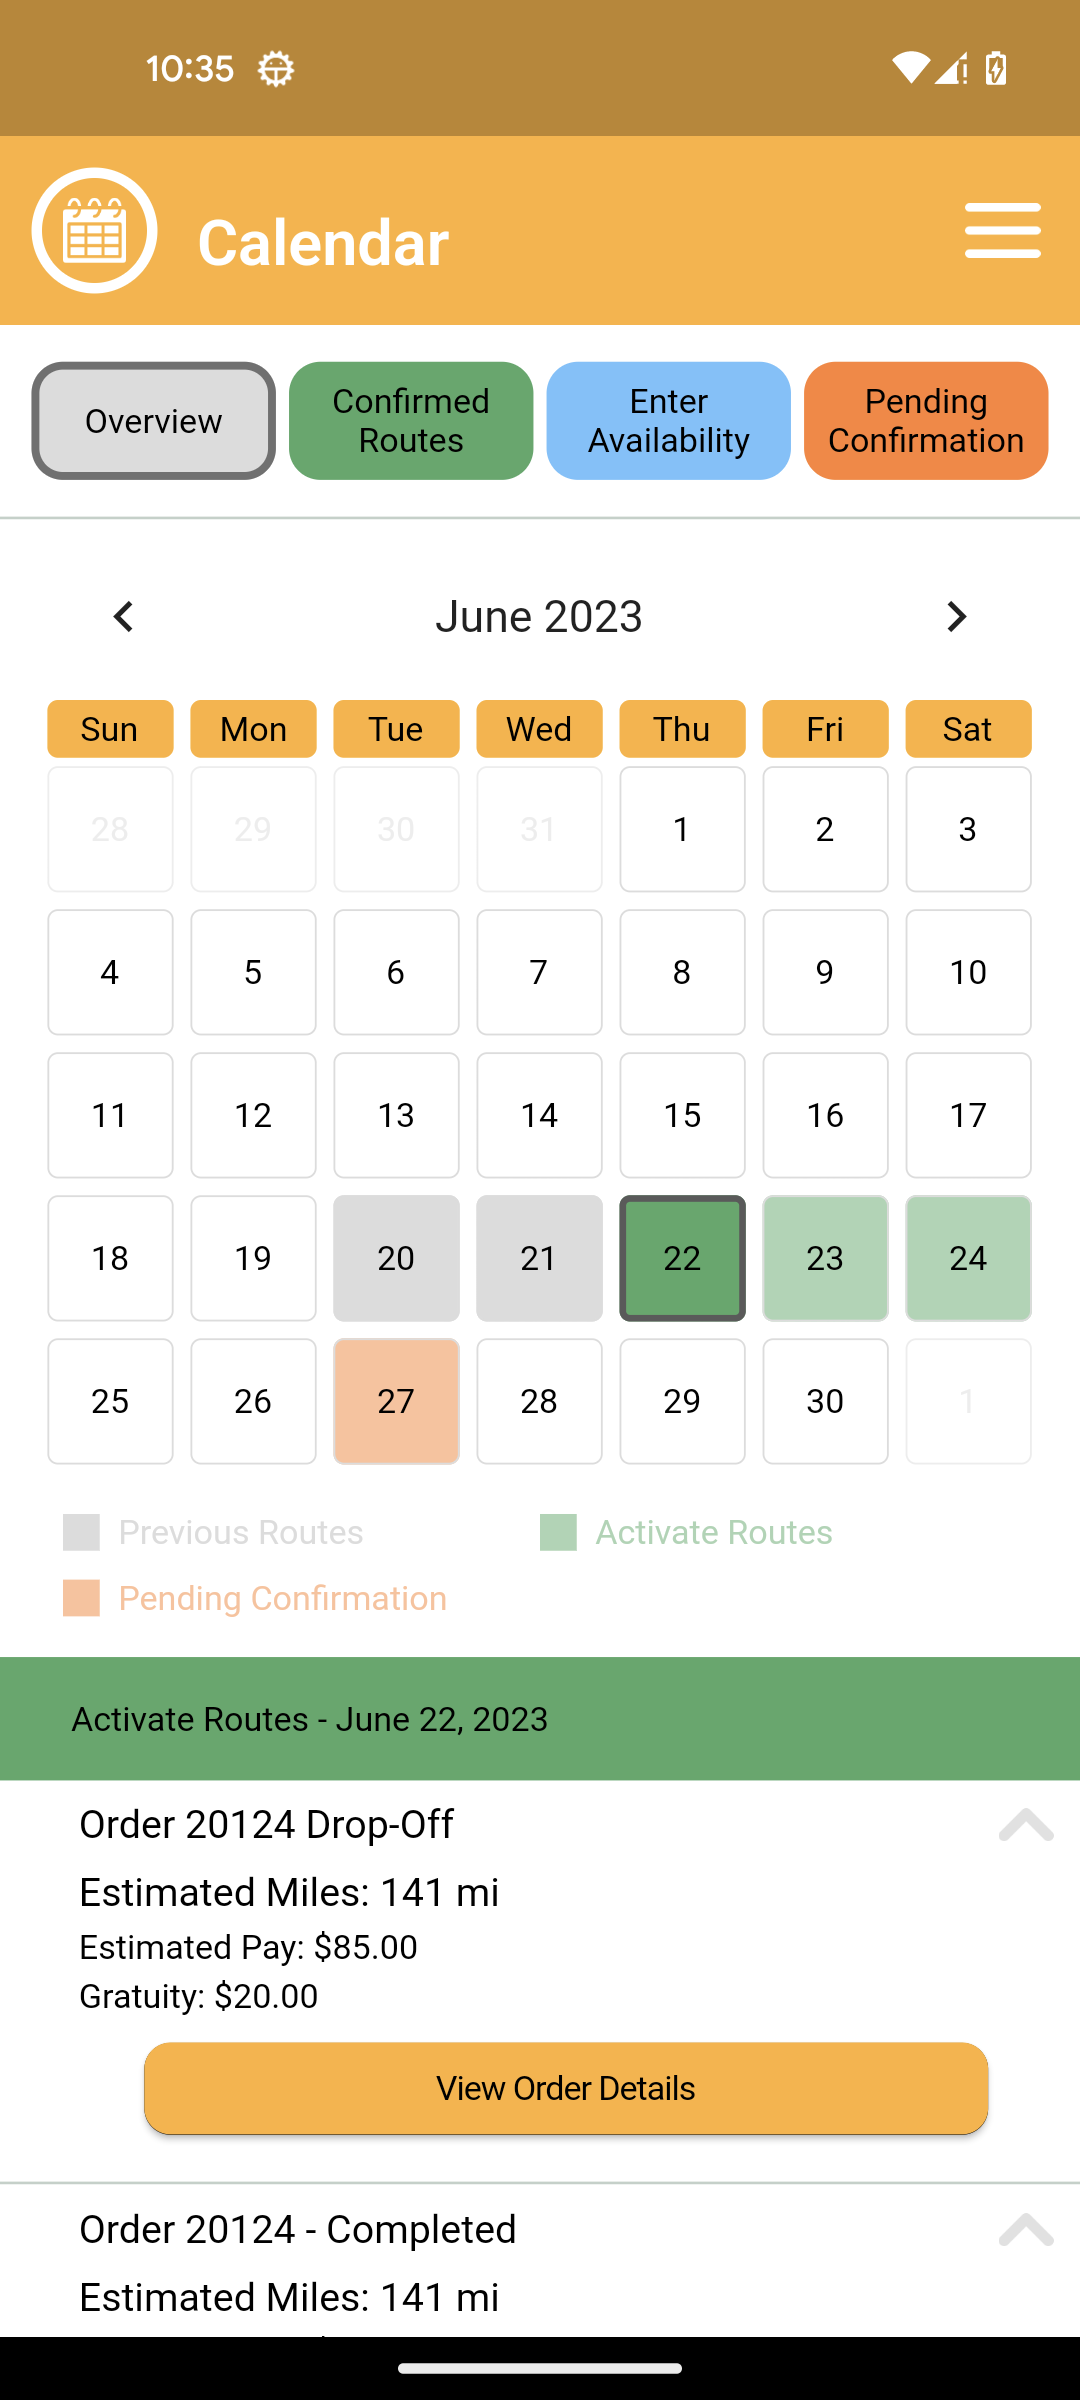 10:35
Calendar
Overview
Confirmed
Routes
Enter
Availability
Pending
Confirmation
June 2023
Sun Mon Tue Wed Thu Fri Sat
28 29 30 31 1 2 3
4 5 6 7 8 9 10
11 12 13 14 15 16 17
18 19 20 21 22 23 24
25 26 27 28 29 30 1
Previous Routes Activate Routes
Pending Confirmation
Activate Routes - June 22, 2023
Order 20124 Drop-Off
Estimated Miles: 141 mi
Estimated Pay: $85.00
Gratuity: $20.00
View Order Details
Order 20124 - Completed
Estimated Miles: 141 mi